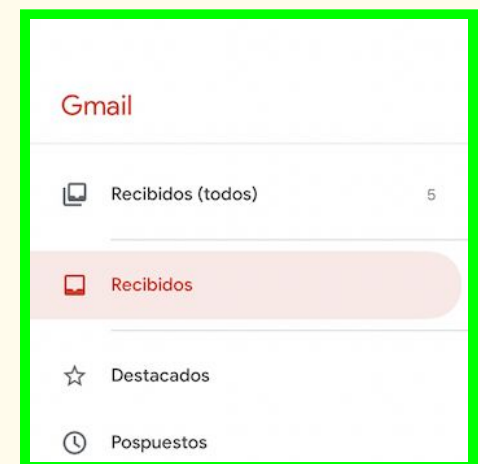 Gmail
Recibidos (todos) 5
Recibidos
Destacados
Pospuestos